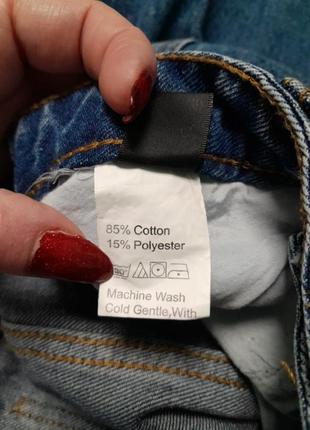 85% Cotton
15% Polyester
Machine Wash
Cold Gentle,With